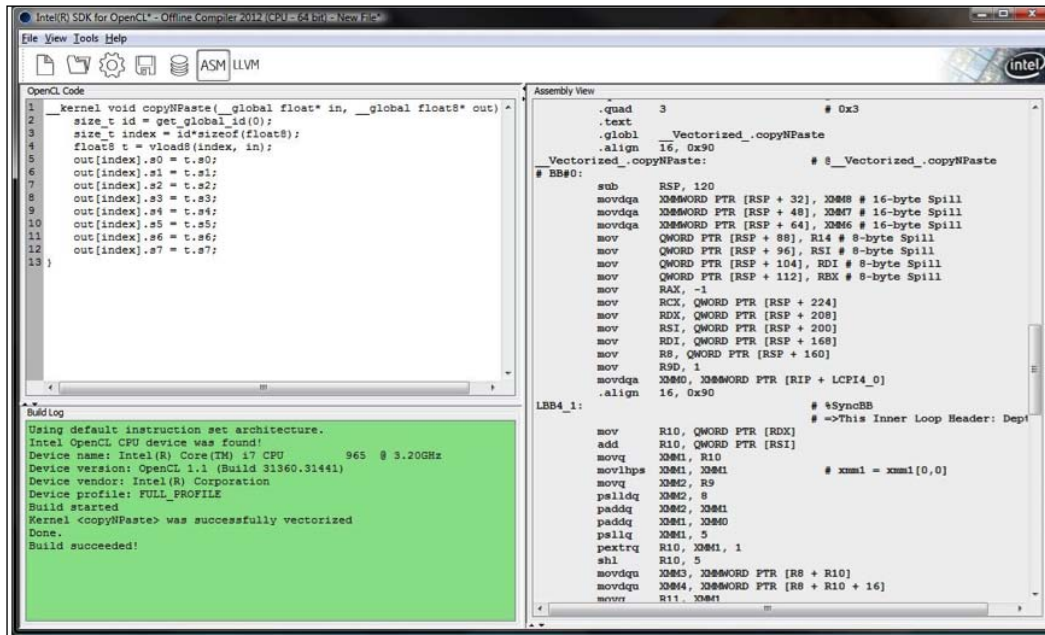 Intel(R) SDK for OpenCL* - Offline Compiler 2012 (CPU - 64 bit) - New File*
File View Tools Help
ASM LLVM
intel
OpenCL Code
1 __kernel void copyNPaste(__global float* in, __global float8* out)
2 size_t id = get_global_id(0);
3 size_t index = id*sizeof(float8);
4 float8 t = vload8(index, in);
5 out[index].s0 = t.s0;
6 out[index].s1 = t.s1;
7 out[index].s2 = t.s2;
8 out[index].s3 = t.s3;
9 out[index].s4 = t.s4;
10 out[index].s5 = t.s5;
11 out[index].s6 = t.s6;
12 out[index].s7 = t.s7;
13 }
Build Log
Using default instruction set architecture.
Intel OpenCL CPU device was found!
Device name: Intel(R) Core(TM) i7 CPU 965 @ 3.20GHz
Device version: OpenCL 1.1 (Build 31360.31441)
Device vendor: Intel(R) Corporation
Device profile: FULL_PROFILE
Build started
Kernel <copyNPaste> was successfully vectorized
Done.
Build succeeded!
Assembly View
.quad 3 # 0x3
.text
.globl __Vectorized_.copyNPaste
.align 16, 0x90
__Vectorized_.copyNPaste: # @__Vectorized_.copyNPaste
# BB#0:
sub RSP, 120
movdqa XMMWORD PTR [RSP + 32], XMM8 # 16-byte Spill
movdqa XMMWORD PTR [RSP + 48], XMM7 # 16-byte Spill
movdqa XMMWORD PTR [RSP + 64], XMM6 # 16-byte Spill
mov QWORD PTR [RSP + 88], R14 # 8-byte Spill
mov QWORD PTR [RSP + 96], RSI # 8-byte Spill
mov QWORD PTR [RSP + 104], RDI # 8-byte Spill
mov QWORD PTR [RSP + 112], RBX # 8-byte Spill
mov RAX, -1
mov RCX, QWORD PTR [RSP + 224]
mov RDX, QWORD PTR [RSP + 208]
mov RSI, QWORD PTR [RSP + 200]
mov RDI, QWORD PTR [RSP + 168]
mov R8, QWORD PTR [RSP + 160]
mov R9D, 1
movdqa XMM0, XMMWORD PTR [RIP + LCPI4_0]
.align 16, 0x90
LBB4_1: # %SyncBB
# =>This Inner Loop Header: Dept
mov R10, QWORD PTR [RDX]
add R10, QWORD PTR [RSI]
movq XMM1, R10
movlhps XMM1, XMM1 # xmm1 = xmm1[0,0]
movq XMM2, R9
pslldq XMM2, 8
paddq XMM2, XMM1
paddq XMM1, XMM0
psllq XMM1, 5
pextrq R10, XMM1, 1
shl R10, 5
movdqu XMM3, XMMWORD PTR [R8 + R10]
movdqu XMM4, XMMWORD PTR [R8 + R10 + 16]
movq R11, XMM1